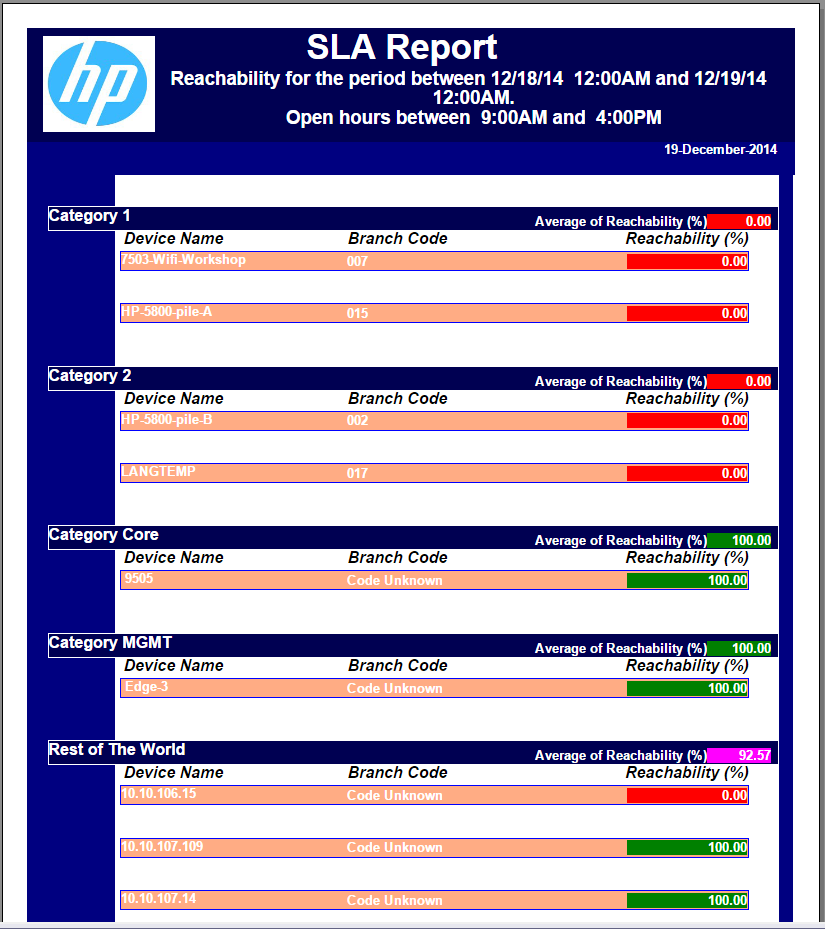 hp
SLA Report
Reachability for the period between 12/18/14 12:00AM and 12/19/14
12:00AM.
Open hours between 9:00AM and 4:00PM
19-December-2014
Category 1 Average of Reachability (%) 0.00
Device Name Branch Code Reachability (%)
7503-Wifi-Workshop 007 0.00
HP-5800-pile-A 015 0.00
Category 2 Average of Reachability (%) 0.00
Device Name Branch Code Reachability (%)
HP-5800-pile-B 002 0.00
LANGTEMP 017 0.00
Category Core Average of Reachability (%) 100.00
Device Name Branch Code Reachability (%)
9505 Code Unknown 100.00
Category MGMT Average of Reachability (%) 100.00
Device Name Branch Code Reachability (%)
Edge-3 Code Unknown 100.00
Rest of The World Average of Reachability (%) 92.57
Device Name Branch Code Reachability (%)
10.10.106.15 Code Unknown 0.00
10.10.107.109 Code Unknown 100.00
10.10.107.14 Code Unknown 100.00